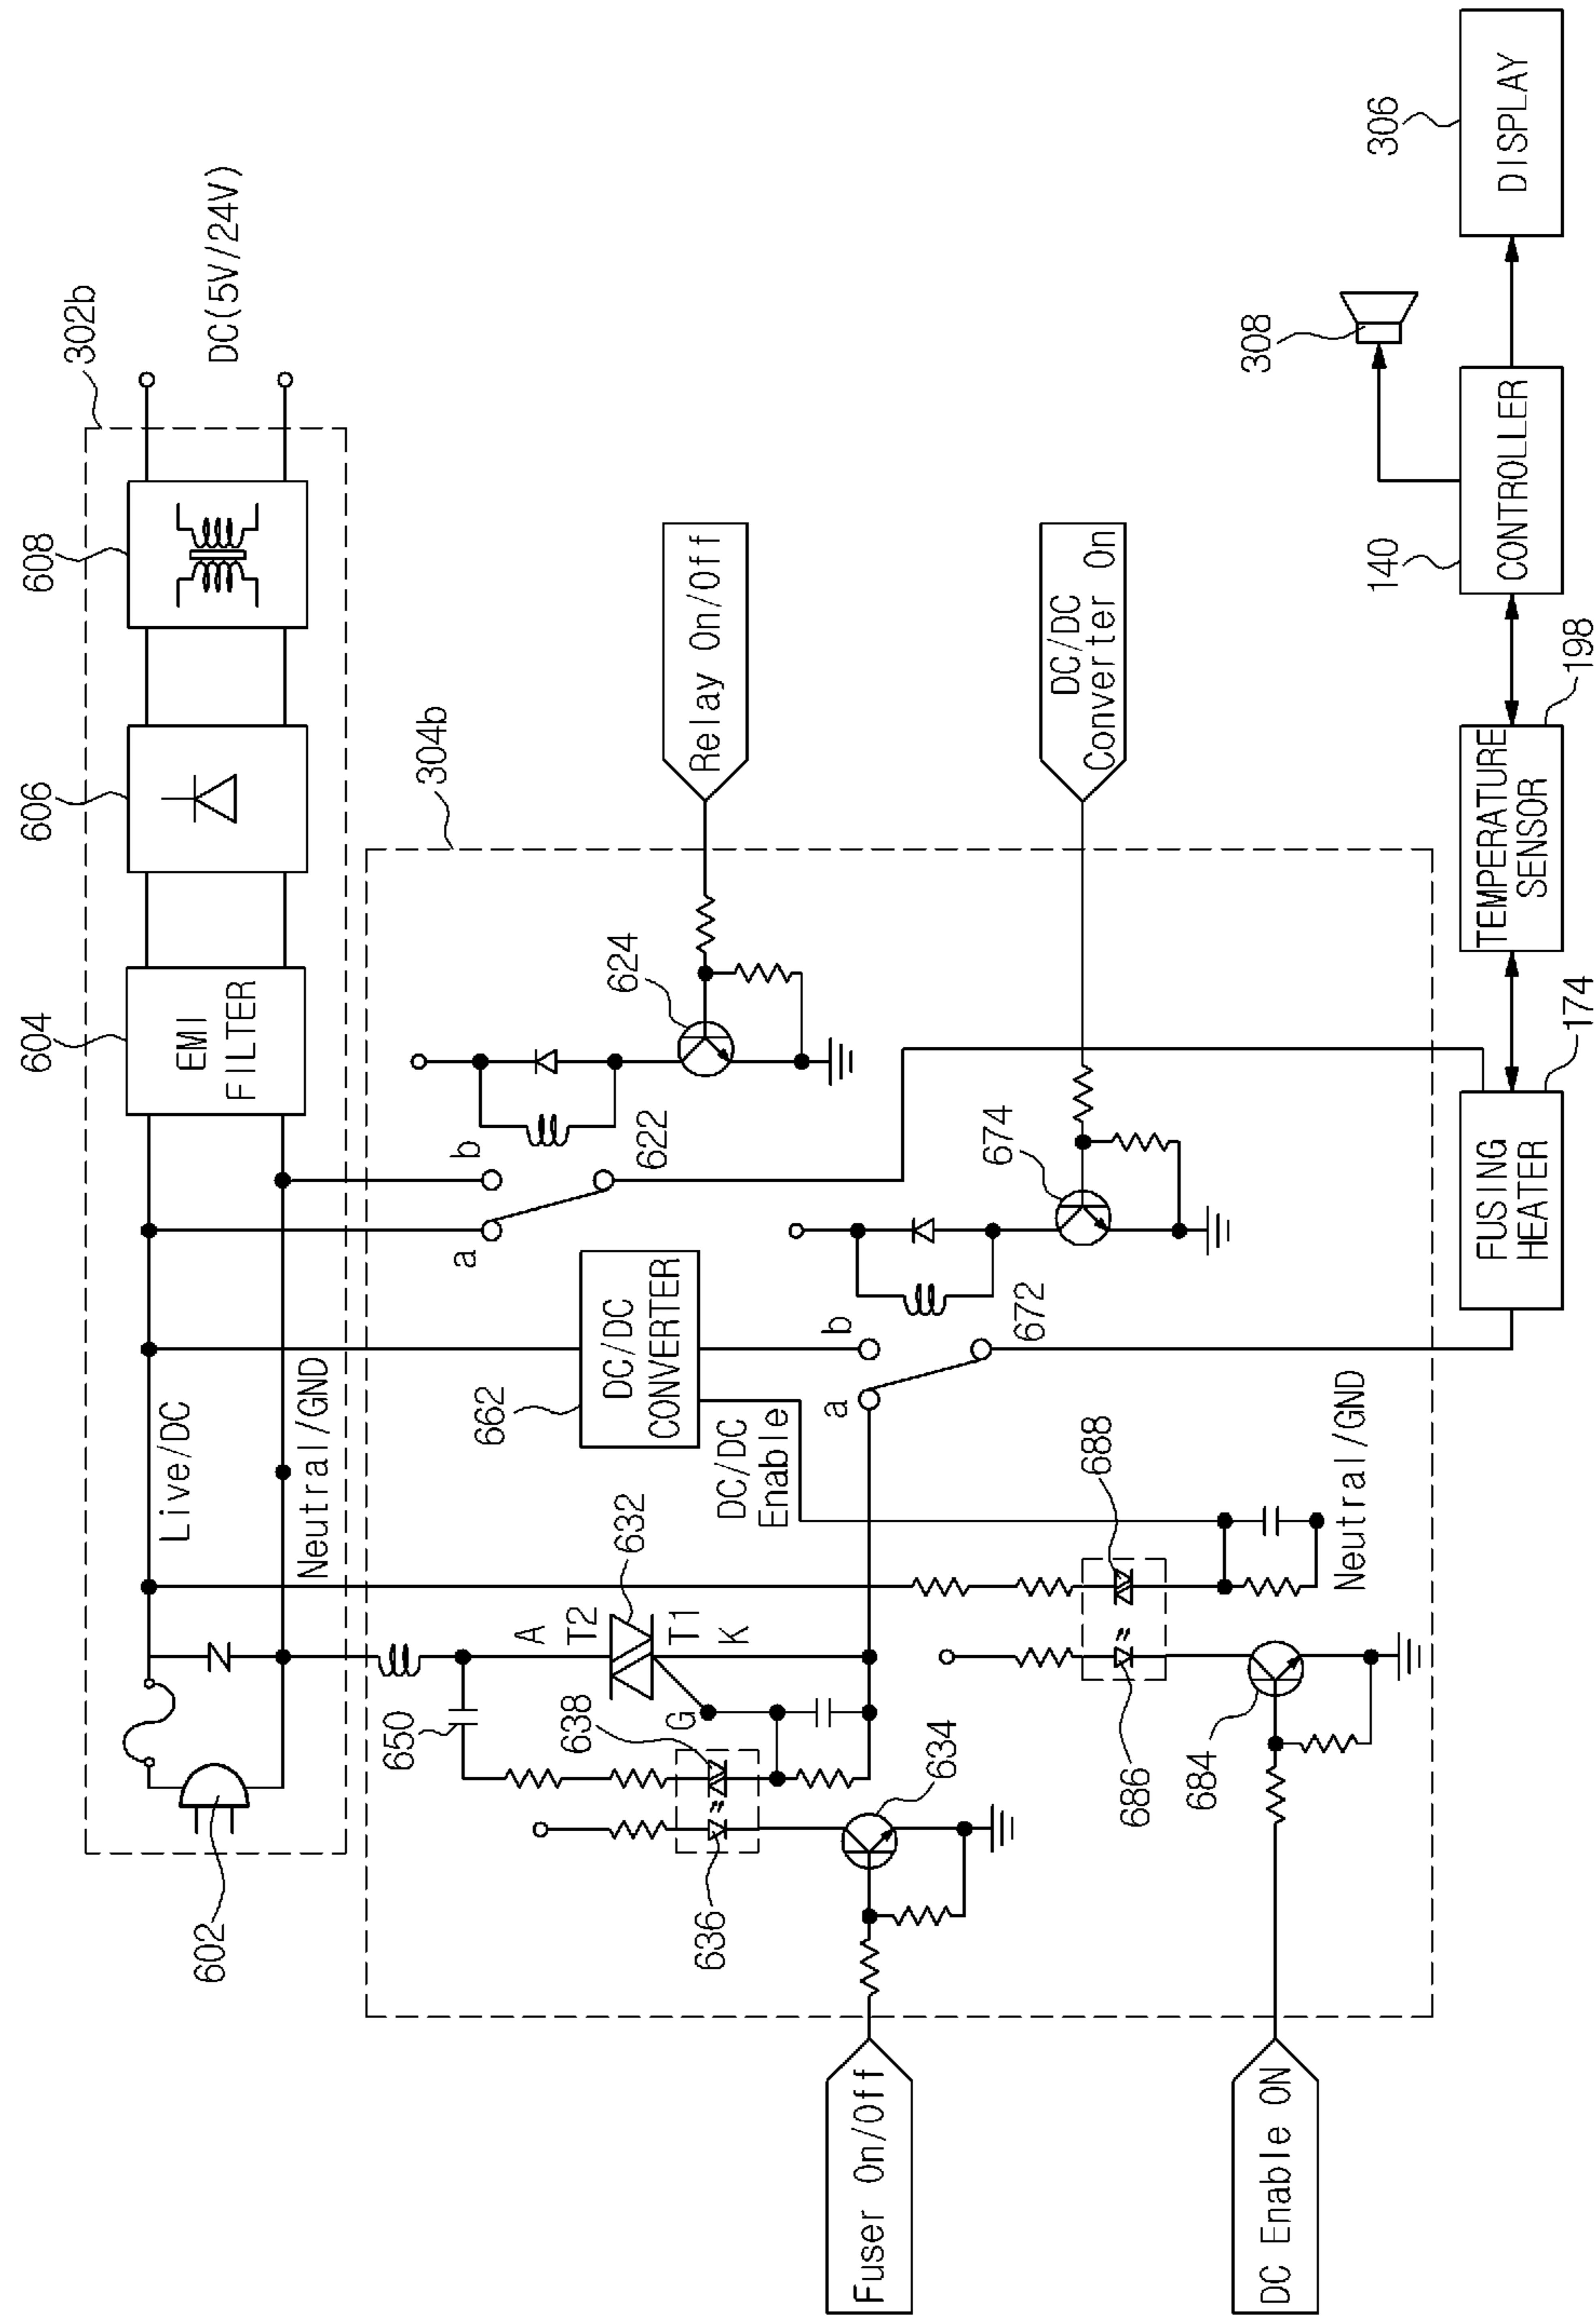 602
604
EMI
FILTER
606
608
302b
DC(5V/24V)
Live/DC
Neutral/GND
304b
650
A
T2
T1
K
G
632
638
636
634
Fuser On/Off
662
DC/DC
CONVERTER
DC/DC
Enable
a
b
622
624
Relay On/Off
a
b
672
674
DC/DC
Converter On
688
686
684
Neutral/GND
DC Enable ON
FUSING
HEATER
174
TEMPERATURE
SENSOR
198
CONTROLLER
140
308
DISPLAY
306